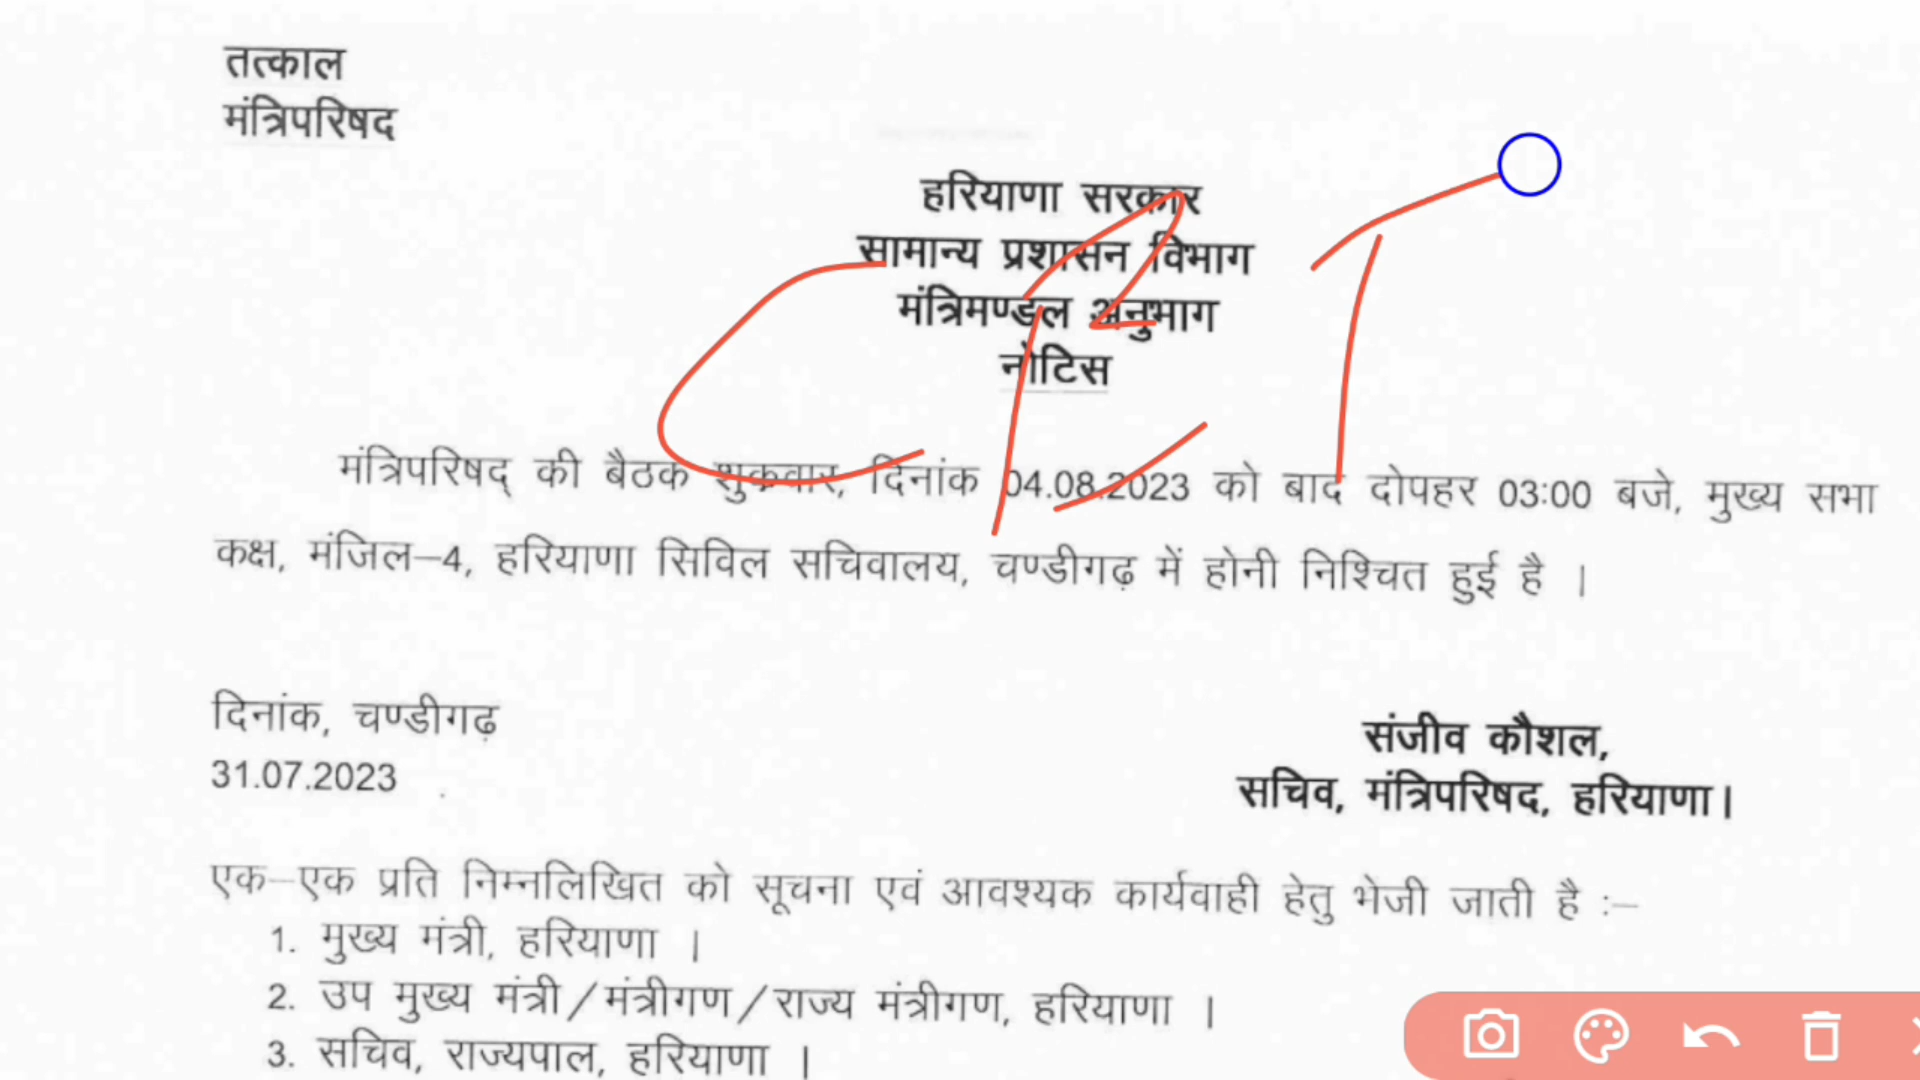 तत्काल
मंत्रिपरिषद
हरियाणा सरकार
सामान्य प्रशासन विभाग
मंत्रिमण्डल अनुभाग
नोटिस
मंत्रिपरिषद् की बैठक शुक्रवार, दिनांक 04.08.2023 को बाद दोपहर 03:00 बजे, मुख्य सभा
कक्ष, मंजिल–4, हरियाणा सिविल सचिवालय, चण्डीगढ़ में होनी निश्चित हुई है ।
दिनांक, चण्डीगढ़
31.07.2023
संजीव कौशल,
सचिव, मंत्रिपरिषद, हरियाणा।
एक–एक प्रति निम्नलिखित को सूचना एवं आवश्यक कार्यवाही हेतु भेजी जाती है :–
1. मुख्य मंत्री, हरियाणा ।
2. उप मुख्य मंत्री/मंत्रीगण/राज्य मंत्रीगण, हरियाणा ।
3. सचिव, राज्यपाल, हरियाणा ।
CET